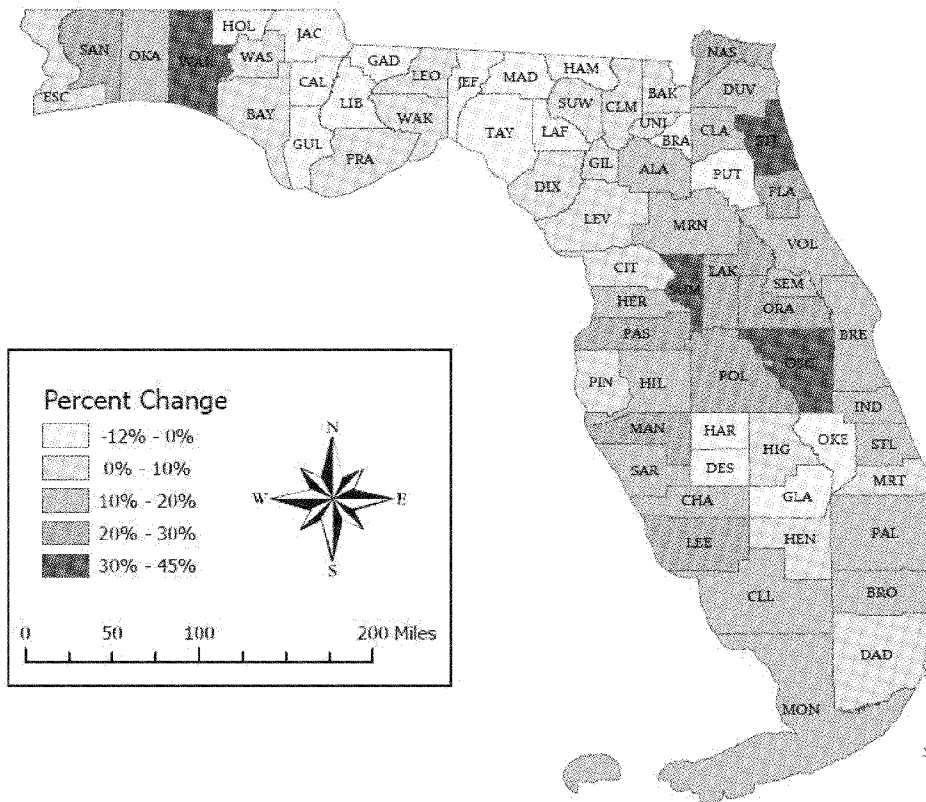 HOL
JAC
SAN
OKA
WAL
WAS
ESC
CAL
BAY
LIB
GUL
FRA
GAD
LEO
WAK
JEF
MAD
HAM
TAY
SUW
LAF
CLM
BAK
UNI
BRA
NAS
DUV
CLA
STJ
PUT
FLA
GIL
ALA
DIX
LEV
MRN
VOL
CIT
SUM
LAK
SEM
HER
ORA
PAS
BRE
OSC
PIN
HIL
POL
IND
MAN
HAR
HIG
OKE
STL
SAR
DES
MRT
CHA
GLA
LEE
HEN
PAL
CLL
BRO
DAD
MON
Percent Change
-12% - 0%
0% - 10%
10% - 20%
20% - 30%
30% - 45%
N
W E
S
0 50 100 200 Miles